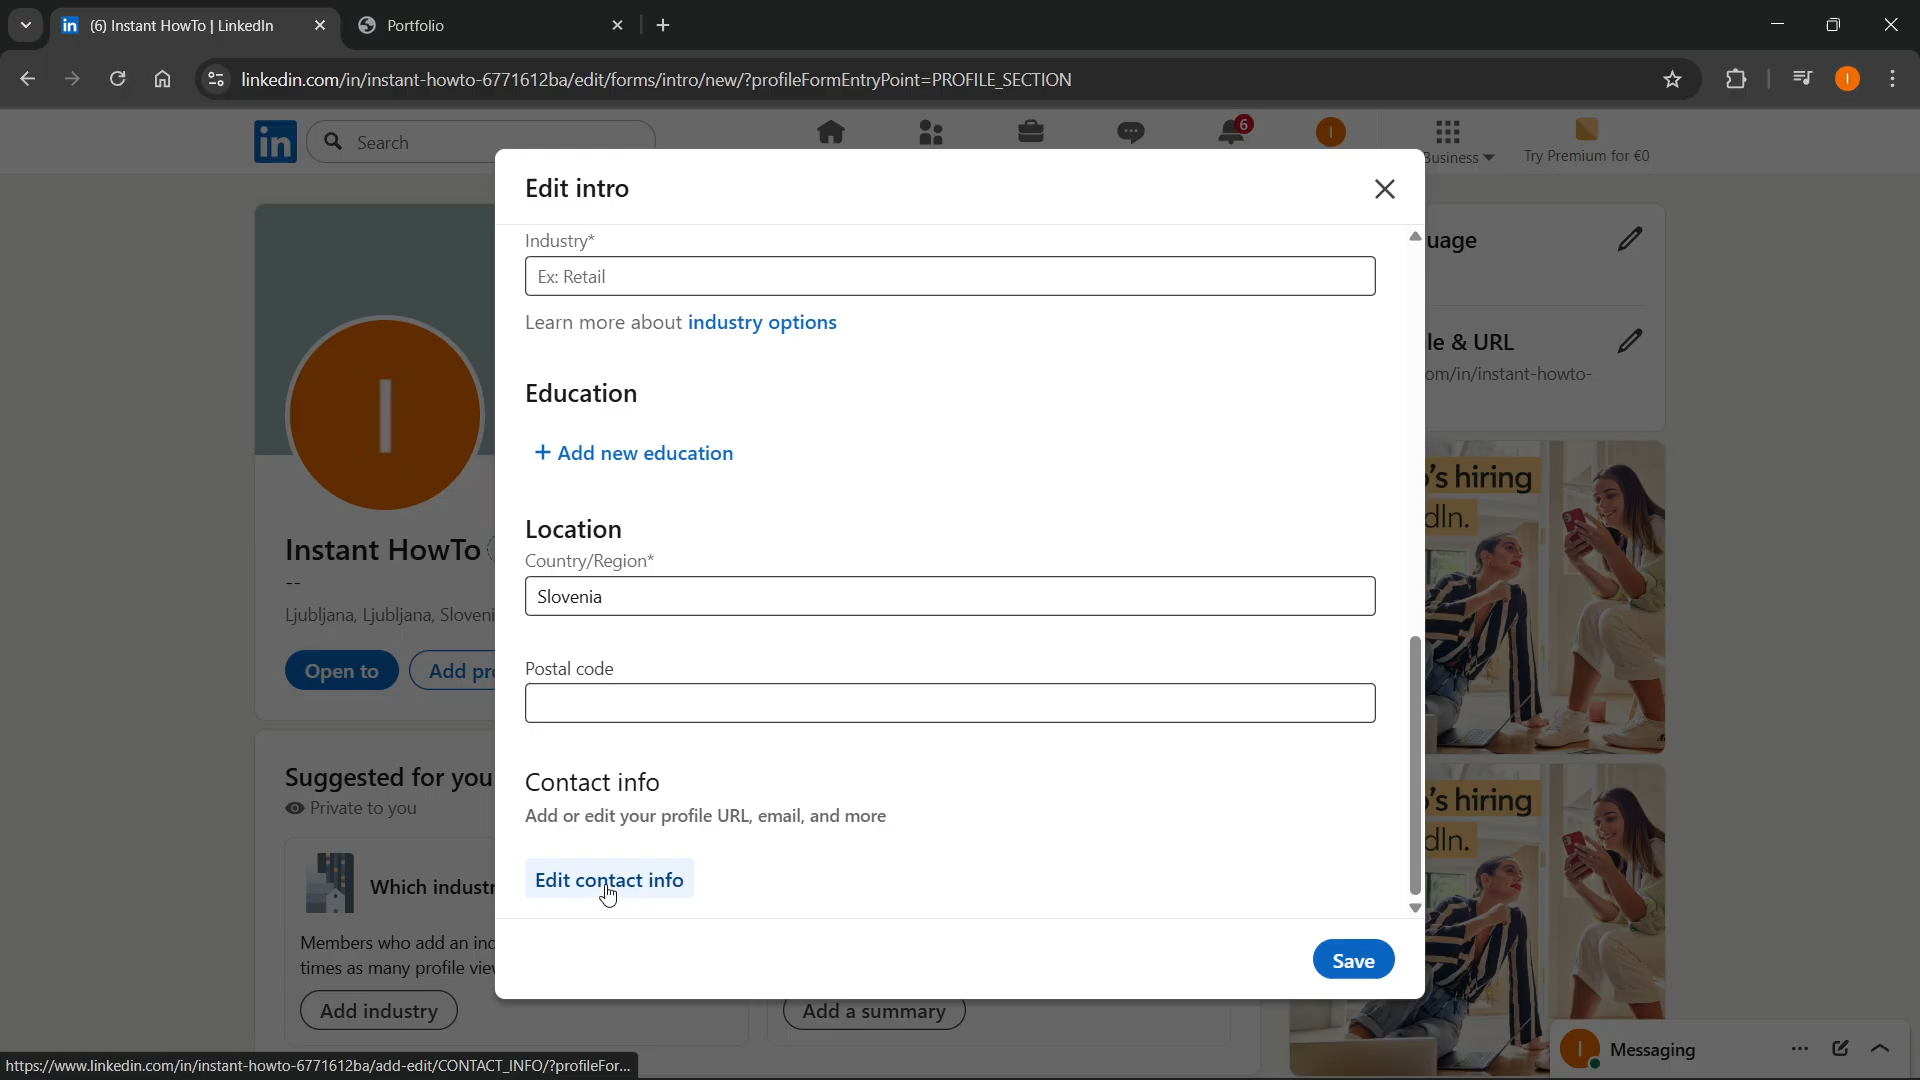 (6) Instant HowTo | LinkedIn
Portfolio
linkedin.com/in/instant-howto-6771612ba/edit/forms/intro/new/?profileFormEntryPoint=PROFILE_SECTION
I
in
Search
6
I
Business
Try Premium for €0
Edit intro
Industry*
Ex: Retail
Learn more about industry options
Education
+ Add new education
Location
Country/Region*
Slovenia
Postal code
Contact info
Add or edit your profile URL, email, and more
Edit contact info
Save
I
Instant HowTo
--
Ljubljana, Ljubljana, Sloveni
Open to
Add pr
Suggested for you
Private to you
Which industr
Members who add an in
times as many profile vie
Add industry
Add a summary
uage
le & URL
om/in/instant-howto-
's hiring
dIn.
's hiring
dIn.
I
Messaging
https://www.linkedin.com/in/instant-howto-6771612ba/add-edit/CONTACT_INFO/?profileFor...